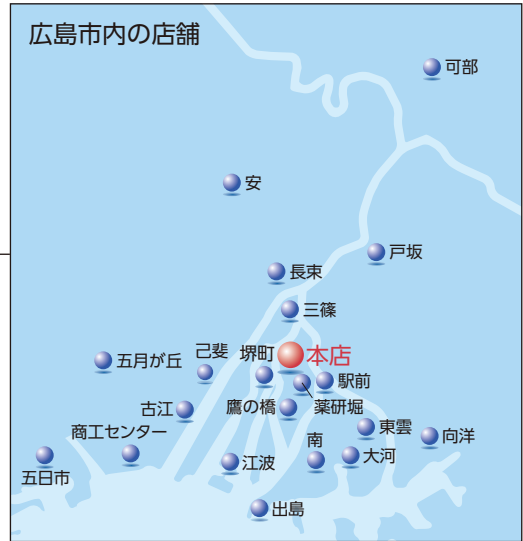 広島市内の店舗
可部
安
戸坂
長束
三篠
本店
堺町
己斐
五月が丘
駅前
薬研堀
鷹の橋
古江
東雲
向洋
商工センター
南
大河
江波
五日市
出島